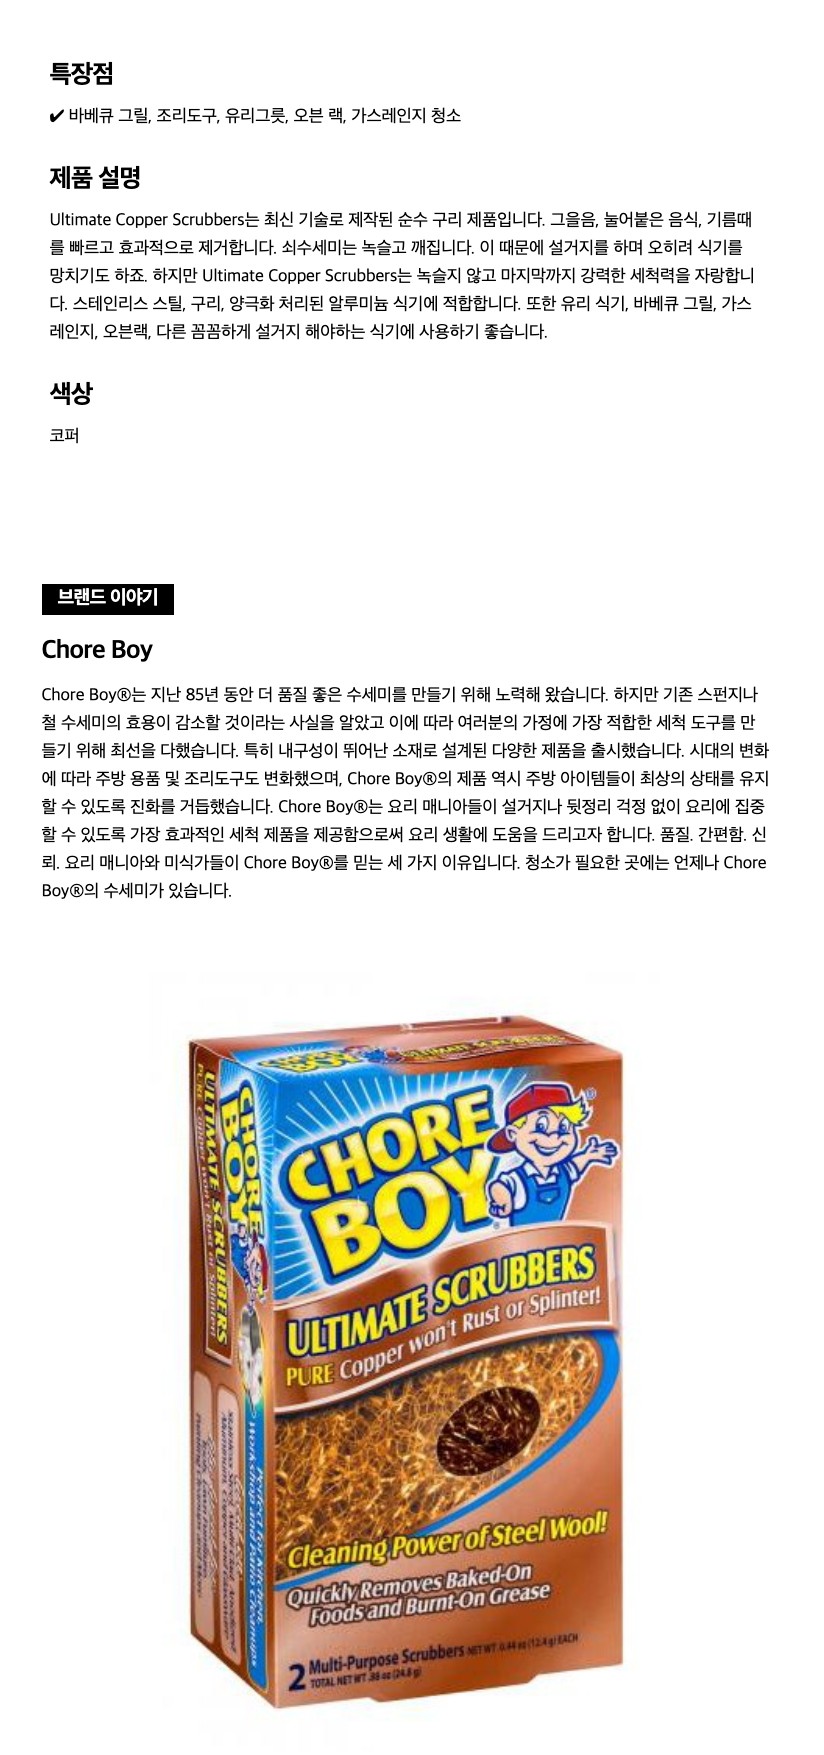 특장점
✔ 바베큐 그릴, 조리도구, 유리그릇, 오븐 랙, 가스레인지 청소
제품 설명
Ultimate Copper Scrubbers는 최신 기술로 제작된 순수 구리 제품입니다. 그을음, 눌어붙은 음식, 기름때
를 빠르고 효과적으로 제거합니다. 쇠수세미는 녹슬고 깨집니다. 이 때문에 설거지를 하며 오히려 식기를
망치기도 하죠. 하지만 Ultimate Copper Scrubbers는 녹슬지 않고 마지막까지 강력한 세척력을 자랑합니
다. 스테인리스 스틸, 구리, 양극화 처리된 알루미늄 식기에 적합합니다. 또한 유리 식기, 바베큐 그릴, 가스
레인지, 오븐랙, 다른 꼼꼼하게 설거지 해야하는 식기에 사용하기 좋습니다.
색상
코퍼
브랜드 이야기
Chore Boy
Chore Boy®는 지난 85년 동안 더 품질 좋은 수세미를 만들기 위해 노력해 왔습니다. 하지만 기존 스펀지나
철 수세미의 효용이 감소할 것이라는 사실을 알았고 이에 따라 여러분의 가정에 가장 적합한 세척 도구를 만
들기 위해 최선을 다했습니다. 특히 내구성이 뛰어난 소재로 설계된 다양한 제품을 출시했습니다. 시대의 변화
에 따라 주방 용품 및 조리도구도 변화했으며, Chore Boy®의 제품 역시 주방 아이템들이 최상의 상태를 유지
할 수 있도록 진화를 거듭했습니다. Chore Boy®는 요리 매니아들이 설거지나 뒷정리 걱정 없이 요리에 집중
할 수 있도록 가장 효과적인 세척 제품을 제공함으로써 요리 생활에 도움을 드리고자 합니다. 품질. 간편함. 신
뢰. 요리 매니아와 미식가들이 Chore Boy®를 믿는 세 가지 이유입니다. 청소가 필요한 곳에는 언제나 Chore
Boy®의 수세미가 있습니다.
CHORE
BOY
®
ULTIMATE SCRUBBERS
PURE Copper won't Rust or Splinter!
Cleaning Power of Steel Wool!
Quickly Removes Baked-On
Foods and Burnt-On Grease
2 Multi-Purpose Scrubbers NET WT 0.44 oz (12.4 g) EACH
TOTAL NET WT .88 oz (24.8 g)
CHORE
BOY
ULTIMATE SCRUBBERS
PURE Copper won't Rust or Splinter!
Perfect for Kitchen,
Workshop and Patio Cleanups